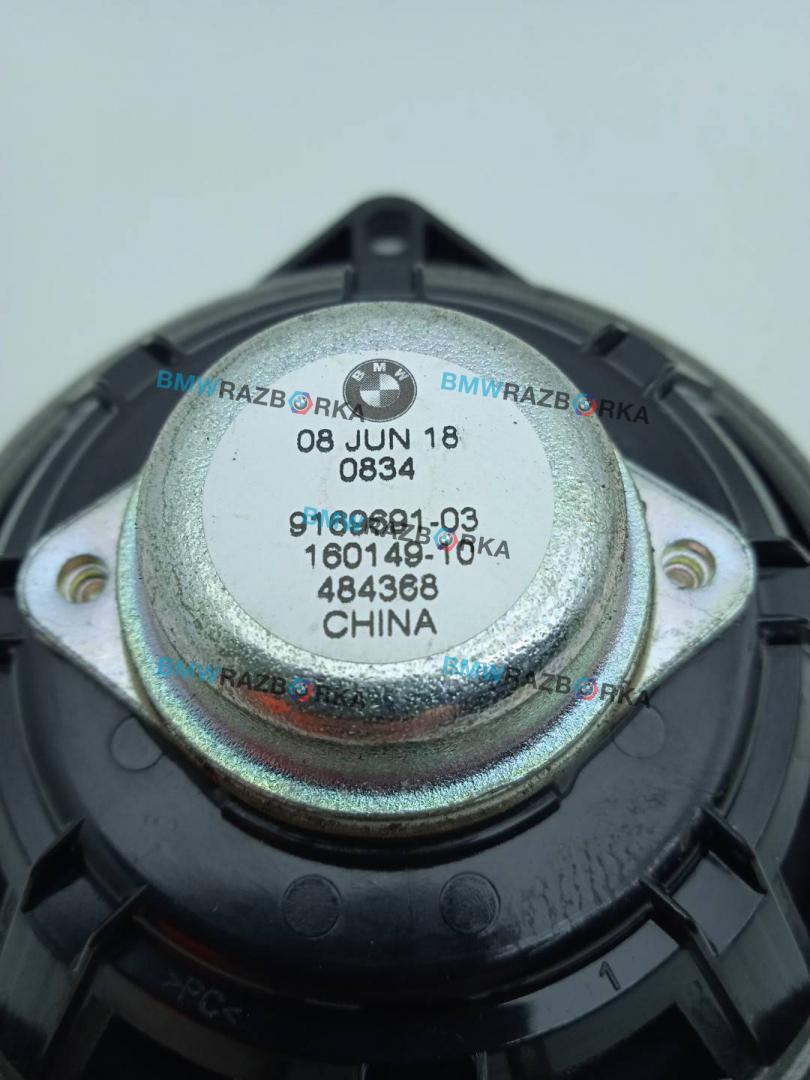 BMW
BMWRAZBORKA
BMWRAZBORKA
08 JUN 18
0834
9169691-03
BMWRAZBORKA
160149-10
484368
CHINA
BMWRAZBORKA
BMWRAZBORKA
1
>PC<